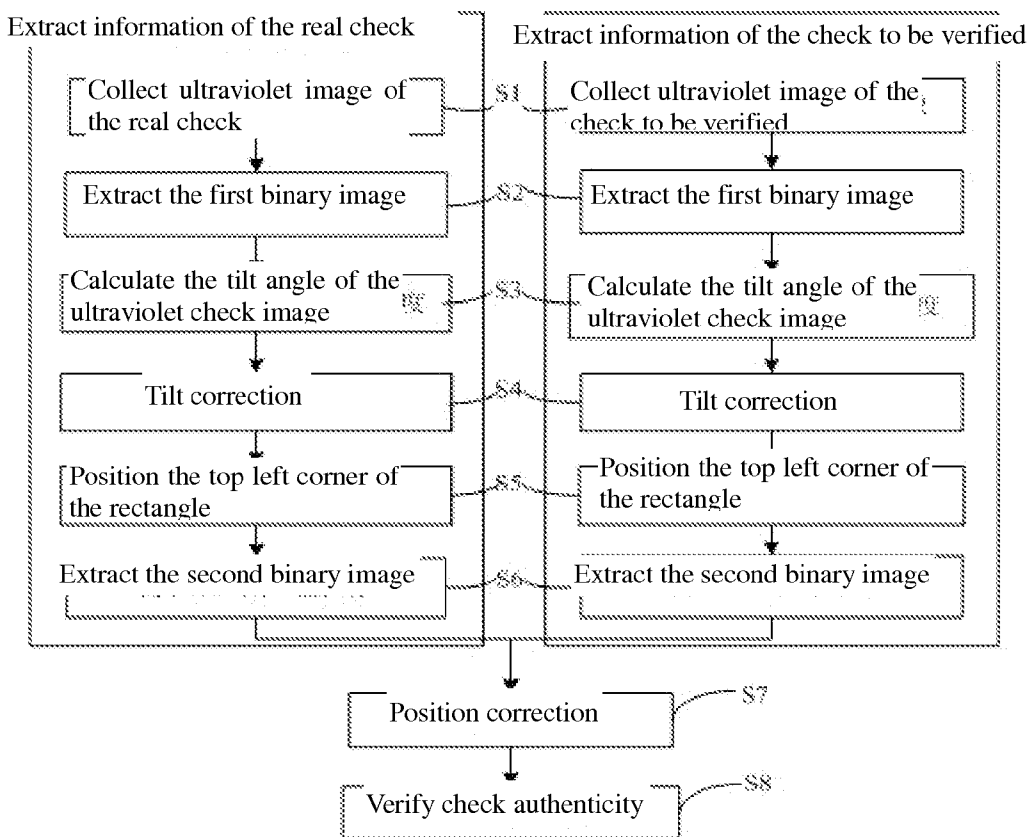 Extract information of the real check
Collect ultraviolet image of
the real check
Extract the first binary image
Calculate the tilt angle of the
ultraviolet check image 度
Tilt correction
Position the top left corner of
the rectangle
Extract the second binary image
S1
S2
S3
S4
S5
S6
Extract information of the check to be verified
Collect ultraviolet image of the
check to be verified
Extract the first binary image
Calculate the tilt angle of the
ultraviolet check image 度
Tilt correction
Position the top left corner of
the rectangle
Extract the second binary image
Position correction
S7
Verify check authenticity
S8